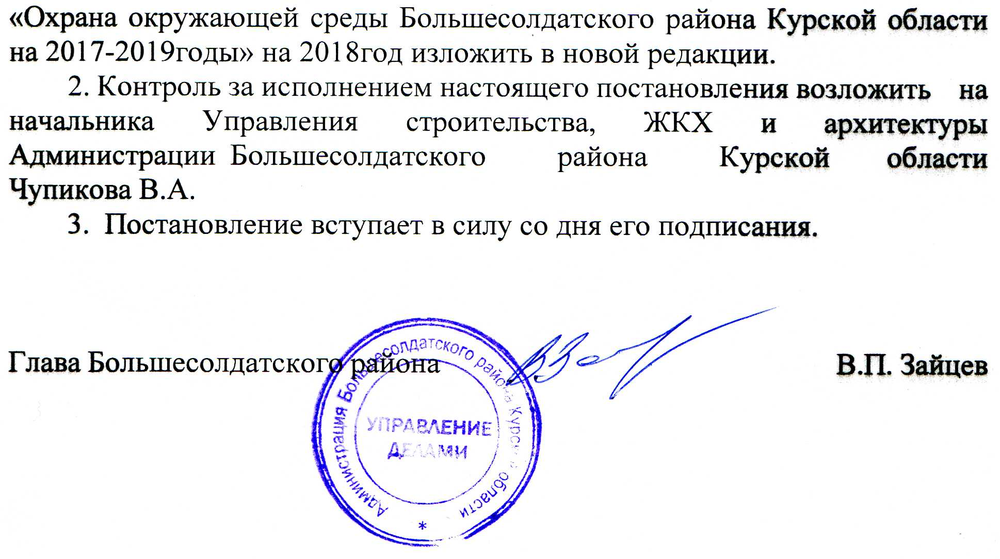 «Охрана окружающей среды Большесолдатского района Курской области
на 2017-2019годы» на 2018год изложить в новой редакции.
2. Контроль за исполнением настоящего постановления возложить на
начальника Управления строительства, ЖКХ и архитектуры
Администрации Большесолдатского района Курской области
Чупикова В.А.
3. Постановление вступает в силу со дня его подписания.
Глава Большесолдатского района В.П. Зайцев
Администрация Большесолдатского района Курской области
УПРАВЛЕНИЕ
ДЕЛАМИ
*